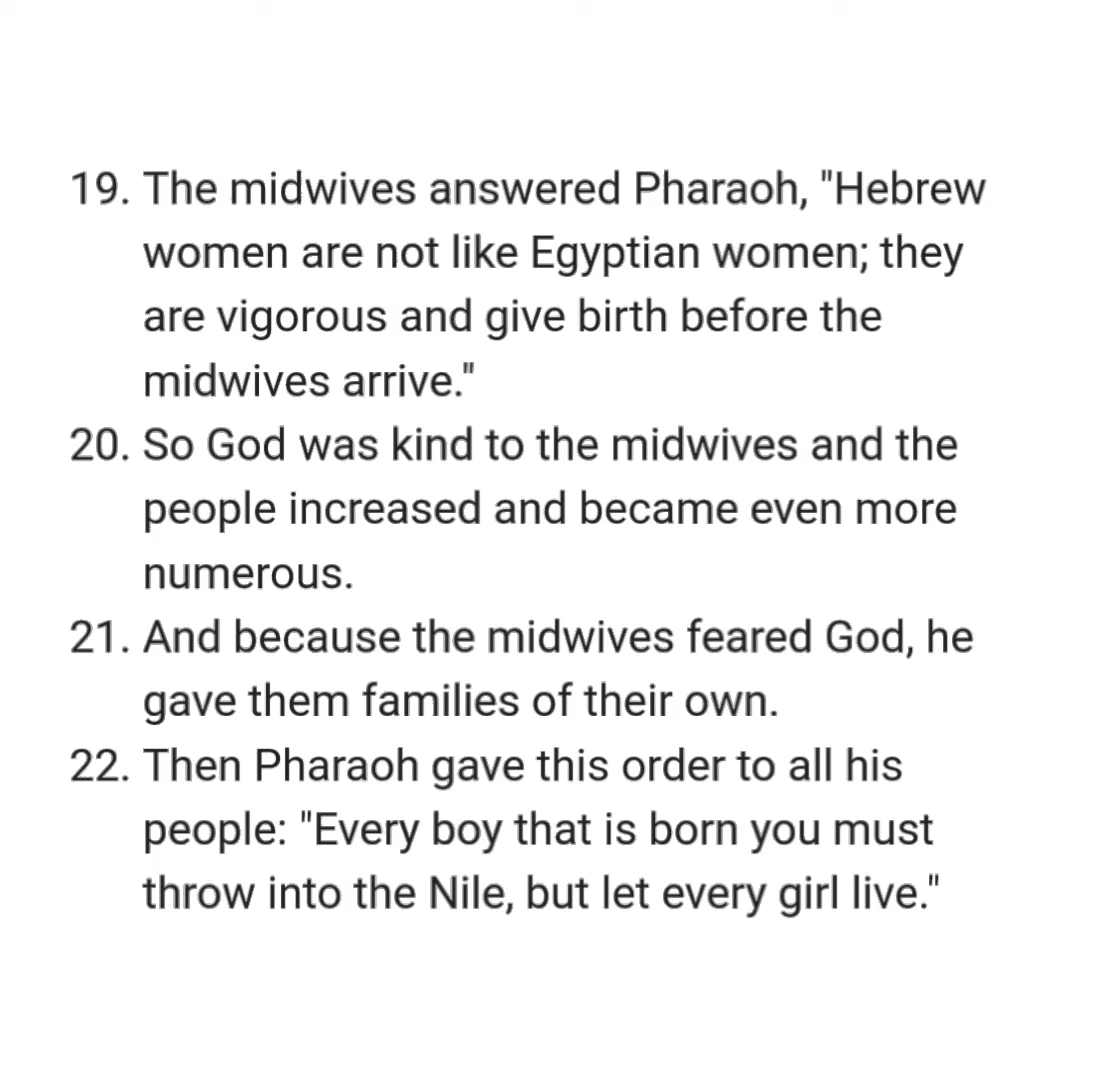 19. The midwives answered Pharaoh, "Hebrew
women are not like Egyptian women; they
are vigorous and give birth before the
midwives arrive."
20. So God was kind to the midwives and the
people increased and became even more
numerous.
21. And because the midwives feared God, he
gave them families of their own.
22. Then Pharaoh gave this order to all his
people: "Every boy that is born you must
throw into the Nile, but let every girl live."